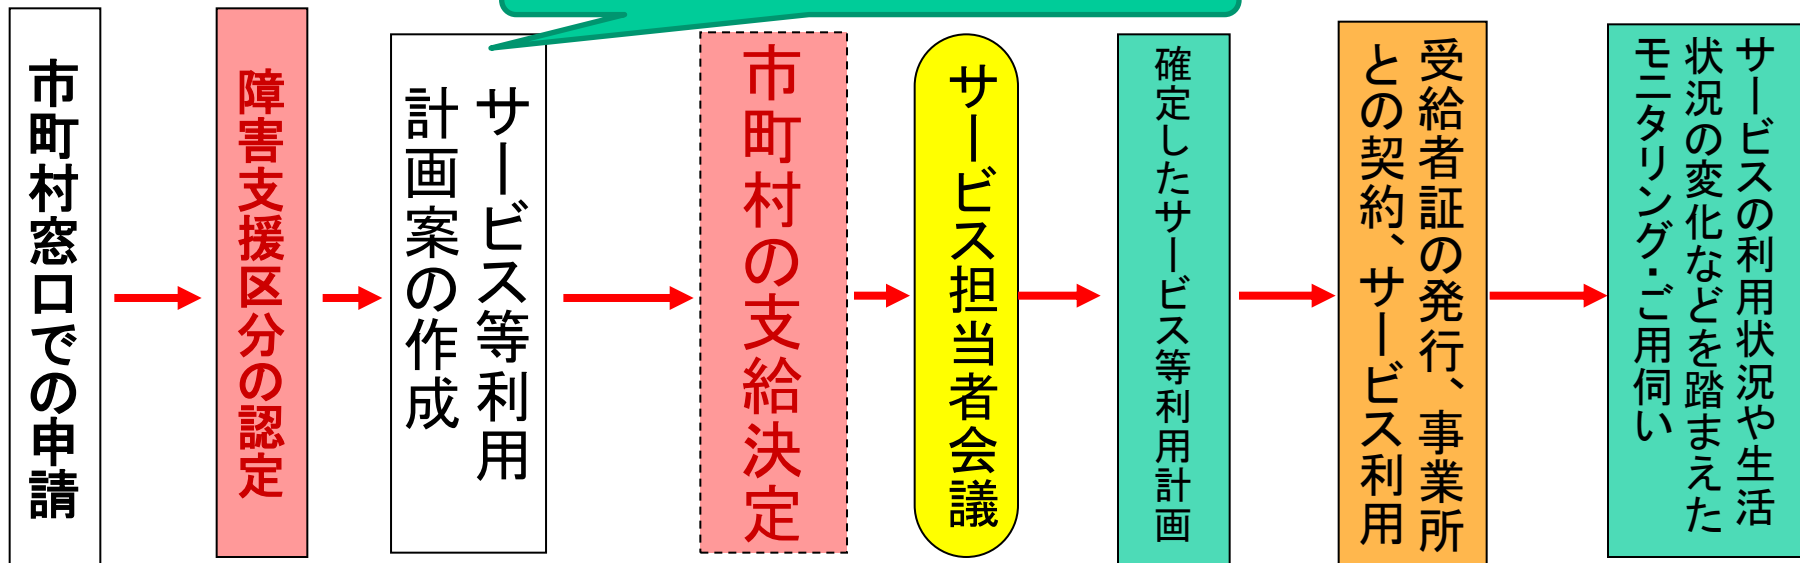 市町村窓口での申請
障害支援区分の認定
サービス等利用
計画案の作成
市町村の支給決定
サービス担当者会議
確定したサービス等利用計画
受給者証の発行、事業所
との契約、サービス利用
サービスの利用状況や生活
状況の変化などを踏まえた
モニタリング・ご用伺い